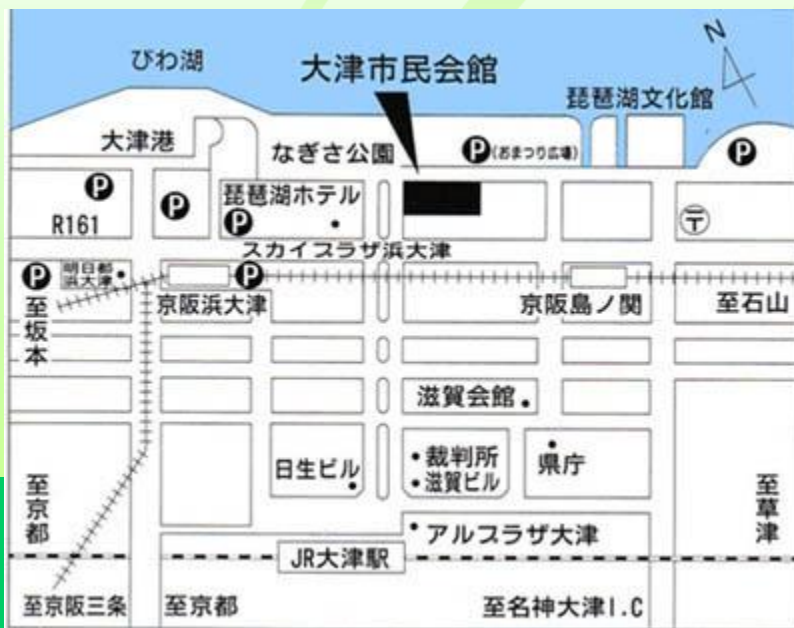 N
びわ湖
大津市民会館
琵琶湖文化館
大津港
なぎさ公園
P
(おまつり広場)
P
P
P
琵琶湖ホテル
P
R161
〒
スカイプラザ浜大津
P
明日都
浜大津
P
京阪浜大津
京阪島ノ関
至石山
至坂本
滋賀会館
日生ビル
裁判所
滋賀ビル
県庁
至京都
至草津
アルプラザ大津
JR大津駅
至京阪三条
至京都
至名神大津I.C